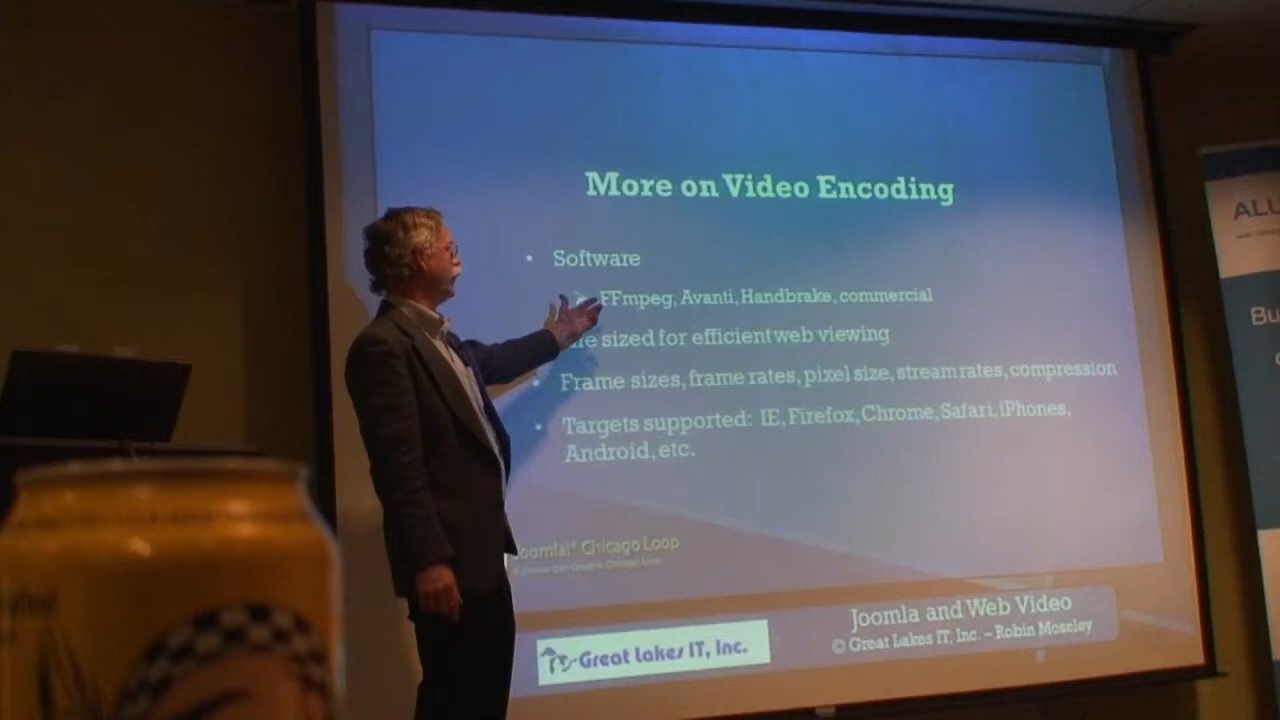 More on Video Encoding
• Software
FFmpeg, Avanti, Handbrake, commercial
sized for efficient web viewing
• Frame sizes, frame rates, pixel size, stream rates, compression
• Targets supported: IE, Firefox, Chrome, Safari, iPhones,
Android, etc.
Joomla!® Chicago Loop
Great Lakes IT, Inc.
Joomla and Web Video
© Great Lakes IT, Inc. – Robin Moseley
ALL
Bu